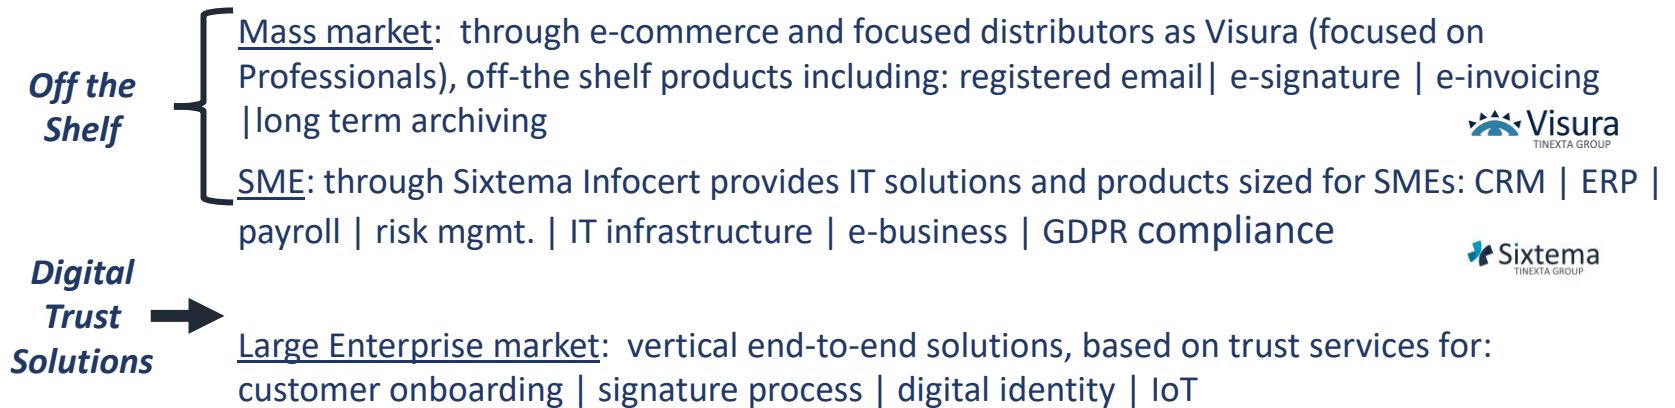 Off the
Shelf
Mass market:  through e-commerce and focused distributors as Visura (focused on
Professionals), off-the shelf products including: registered email| e-signature | e-invoicing
|long term archiving
Visura
TINEXTA GROUP
SME: through Sixtema Infocert provides IT solutions and products sized for SMEs: CRM | ERP |
payroll | risk mgmt. | IT infrastructure | e-business | GDPR compliance
Sixtema
TINEXTA GROUP
Digital
Trust
Solutions
Large Enterprise market:  vertical end-to-end solutions, based on trust services for:
customer onboarding | signature process | digital identity | IoT